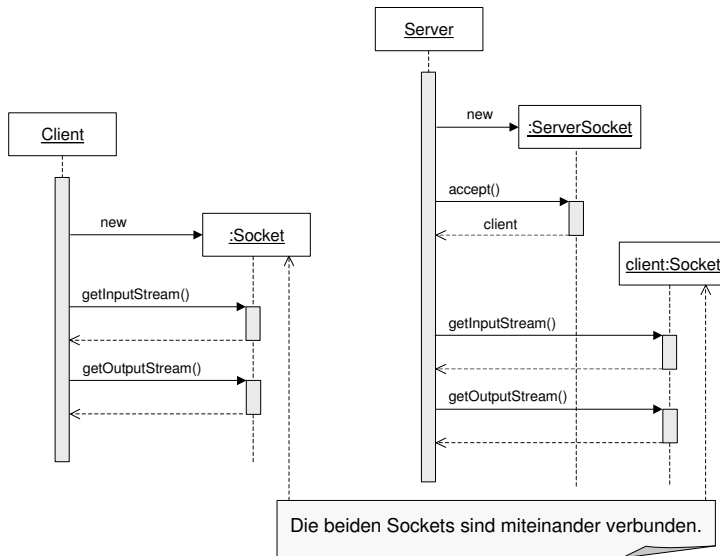 Server
new
:ServerSocket
Client
accept()
new
client
:Socket
client:Socket
getInputStream()
getInputStream()
getOutputStream()
getOutputStream()
Die beiden Sockets sind miteinander verbunden.